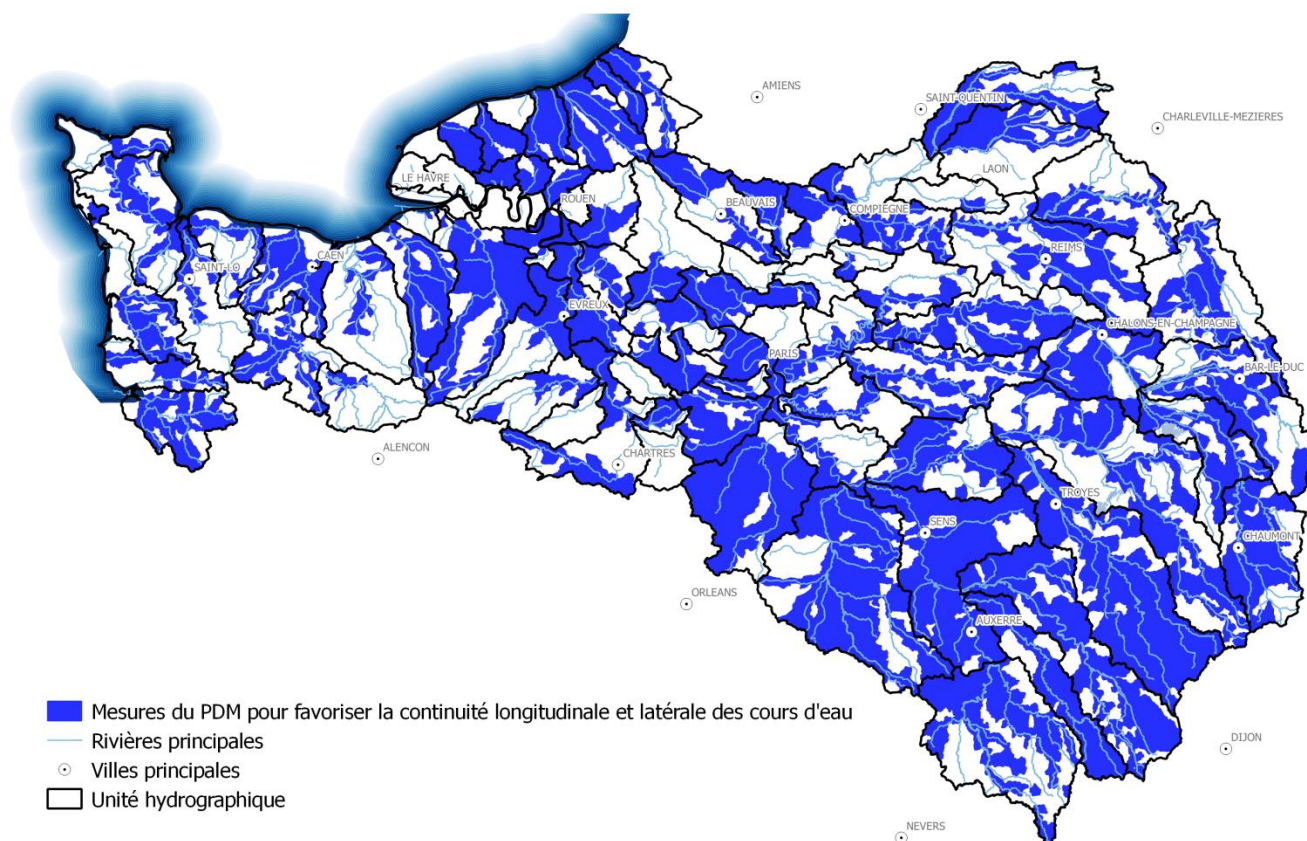 AMIENS
SAINT-QUENTIN
CHARLEVILLE-MEZIERES
LE HAVRE
LAON
ROUEN
BEAUVAIS
COMPIEGNE
REIMS
SAINT-LO
CAEN
EVREUX
CHALONS-EN-CHAMPAGNE
PARIS
BAR-LE-DUC
ALENCON
CHARTRES
TROYES
SENS
CHAUMONT
ORLEANS
AUXERRE
DIJON
NEVERS
Mesures du PDM pour favoriser la continuité longitudinale et latérale des cours d'eau
Rivières principales
Villes principales
Unité hydrographique